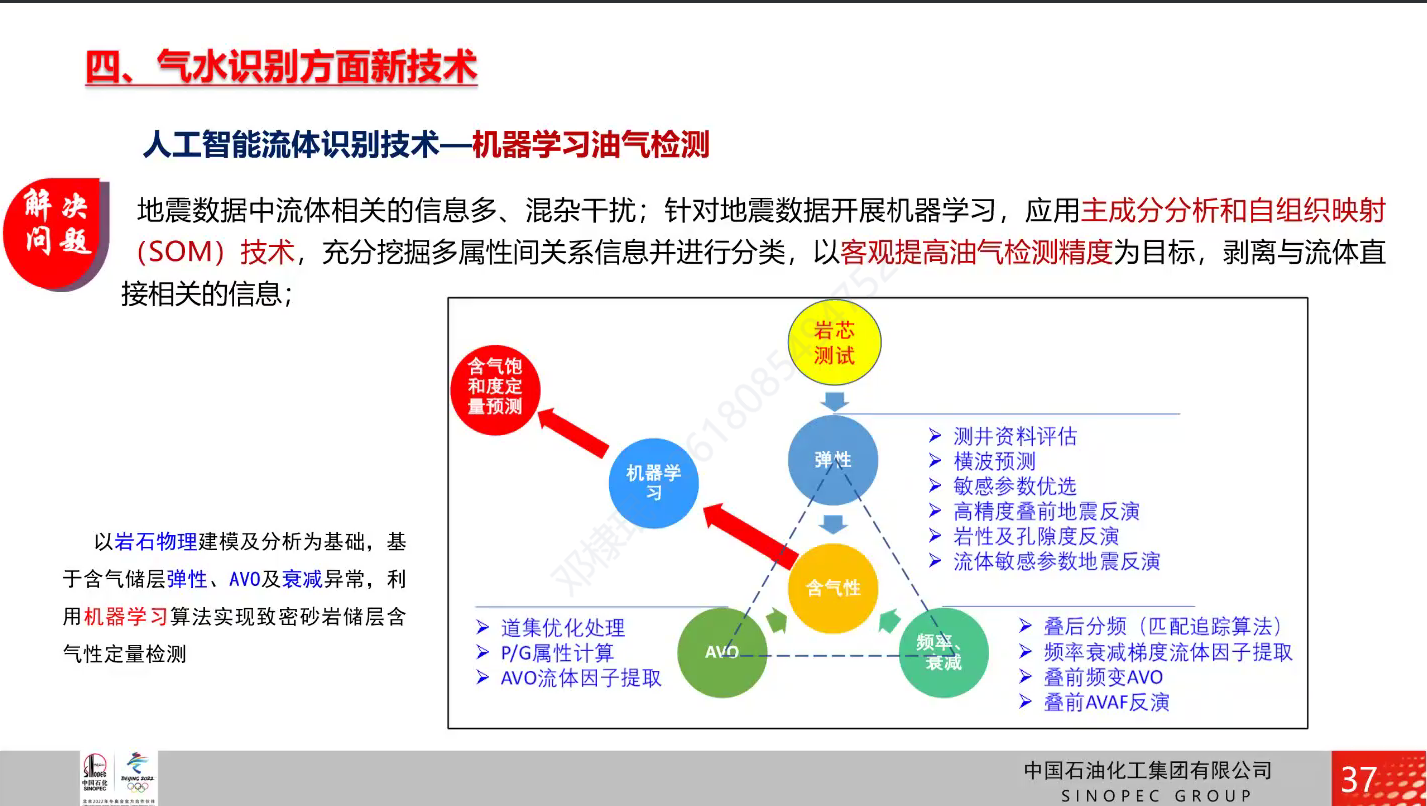 四、气水识别方面新技术
人工智能流体识别技术—机器学习油气检测
解决
问题
地震数据中流体相关的信息多、混杂干扰；针对地震数据开展机器学习，应用主成分分析和自组织映射
（SOM）技术，充分挖掘多属性间关系信息并进行分类，以客观提高油气检测精度为目标，剥离与流体直
接相关的信息；
岩芯
测试
含气饱
和度定
量预测
机器学
习
弹性
➢ 测井资料评估
➢ 横波预测
➢ 敏感参数优选
➢ 高精度叠前地震反演
➢ 岩性及孔隙度反演
➢ 流体敏感参数地震反演
以岩石物理建模及分析为基础，基
于含气储层弹性、AVO及衰减异常，利
用机器学习算法实现致密砂岩储层含
气性定量检测
含气性
➢ 道集优化处理
➢ P/G属性计算
➢ AVO流体因子提取
AVO
频率、
衰减
➢ 叠后分频（匹配追踪算法）
➢ 频率衰减梯度流体因子提取
➢ 叠前频变AVO
➢ 叠前AVAF反演
中国石化
SINOPEC
BEIJING 2022
中国石油化工集团有限公司
SINOPEC GROUP
37